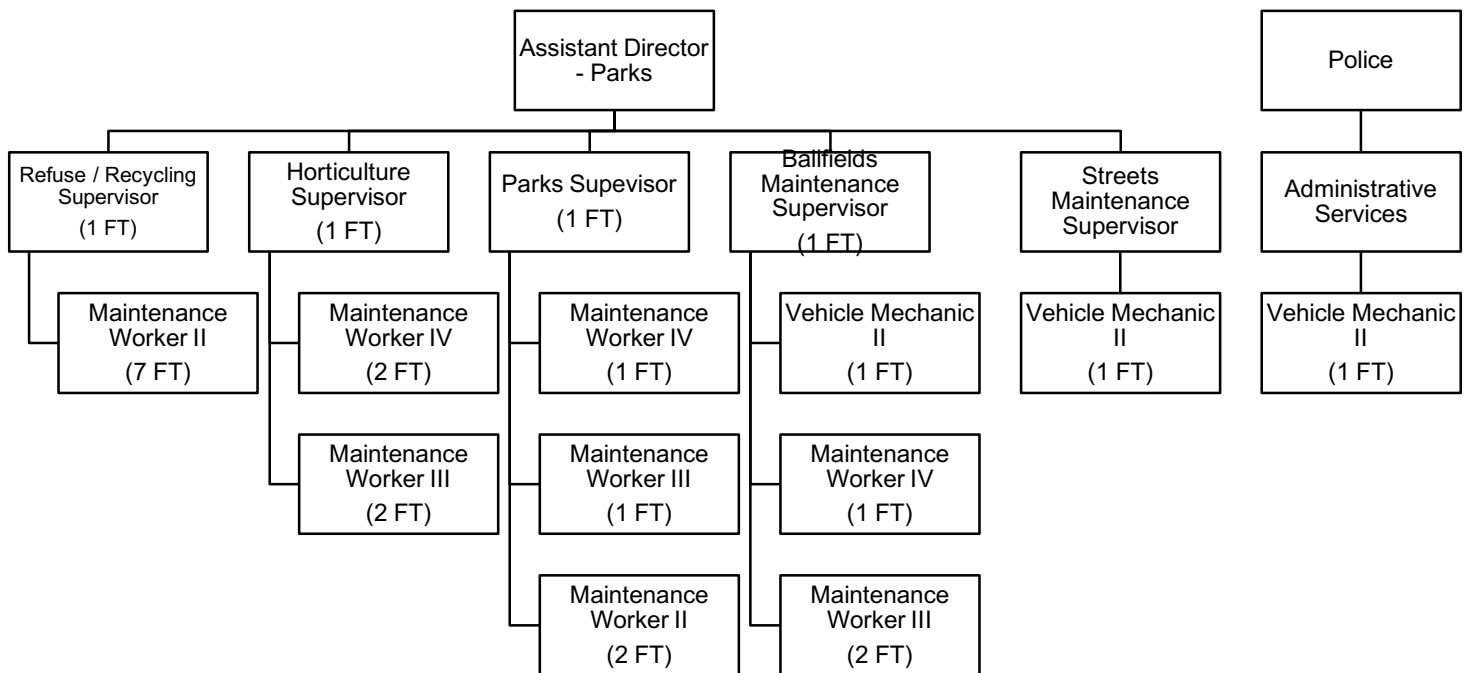 Assistant Director
- Parks
Police
Refuse / Recycling
Supervisor
(1 FT)
Horticulture
Supervisor
(1 FT)
Parks Supevisor
(1 FT)
Ballfields
Maintenance
Supervisor
(1 FT)
Streets
Maintenance
Supervisor
Administrative
Services
Maintenance
Worker II
(7 FT)
Maintenance
Worker IV
(2 FT)
Maintenance
Worker IV
(1 FT)
Vehicle Mechanic
II
(1 FT)
Vehicle Mechanic
II
(1 FT)
Vehicle Mechanic
II
(1 FT)
Maintenance
Worker III
(2 FT)
Maintenance
Worker III
(1 FT)
Maintenance
Worker IV
(1 FT)
Maintenance
Worker II
(2 FT)
Maintenance
Worker III
(2 FT)